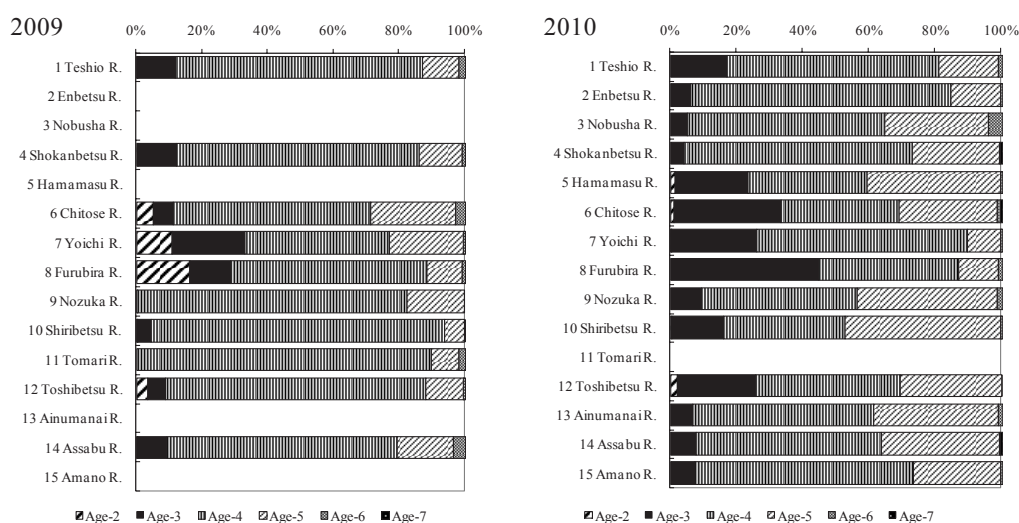 2009
0% 20% 40% 60% 80% 100%
1 Teshio R.
2 Enbetsu R.
3 Nobusha R.
4 Shokanbetsu R.
5 Hamamasu R.
6 Chitose R.
7 Yoichi R.
8 Furubira R.
9 Nozuka R.
10 Shiribetsu R.
11 Tomari R.
12 Toshibetsu R.
13 Ainumanai R.
14 Assabu R.
15 Amano R.
Age-2 Age-3 Age-4 Age-5 Age-6 Age-7
2010
0% 20% 40% 60% 80% 100%
1 Teshio R.
2 Enbetsu R.
3 Nobusha R.
4 Shokanbetsu R.
5 Hamamasu R.
6 Chitose R.
7 Yoichi R.
8 Furubira R.
9 Nozuka R.
10 Shiribetsu R.
11 Tomari R.
12 Toshibetsu R.
13 Ainumanai R.
14 Assabu R.
15 Amano R.
Age-2 Age-3 Age-4 Age-5 Age-6 Age-7